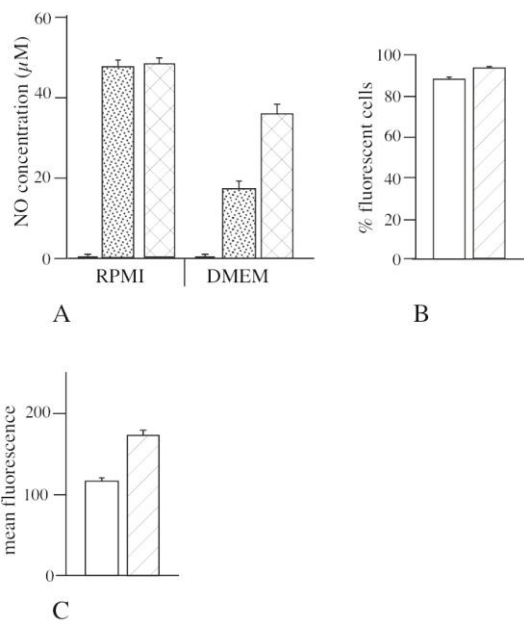 60
40
20
0
NO concentration (µM)
RPMI
DMEM
A
100
80
60
40
20
0
% fluorescent cells
B
200
100
0
mean fluorescence
C